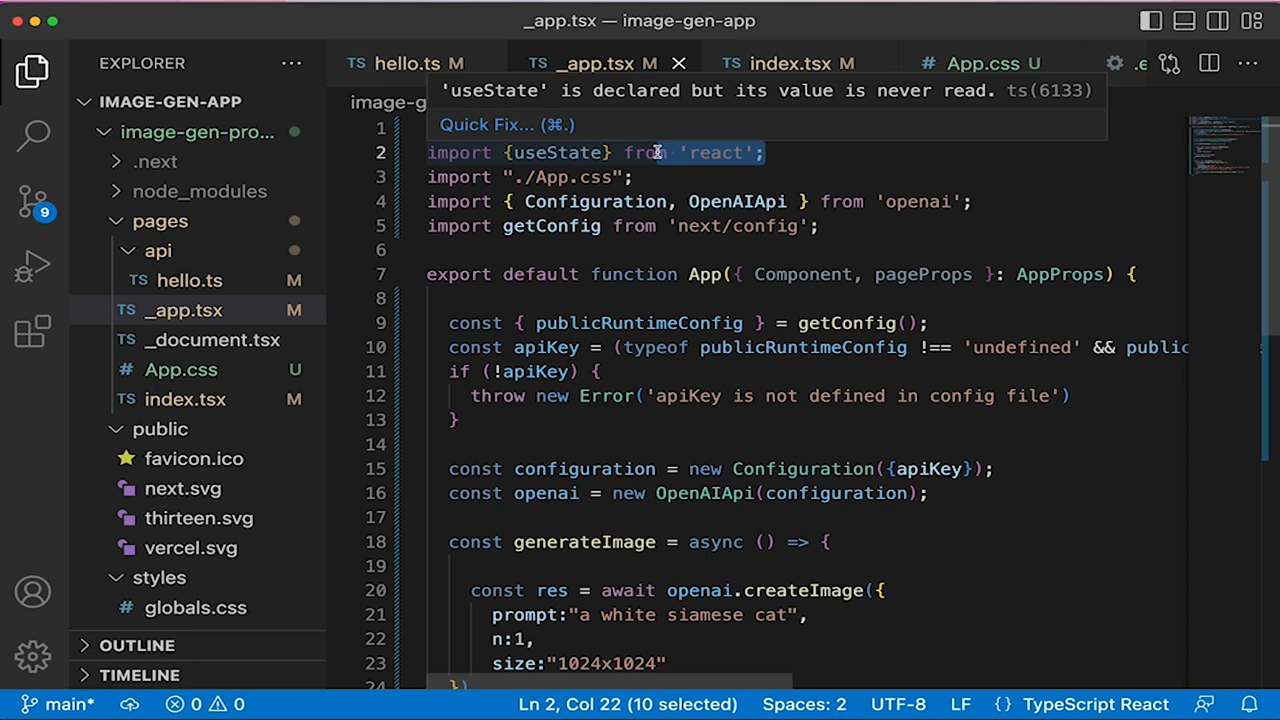 _app.tsx — image-gen-app
EXPLORER
hello.ts M
_app.tsx M
index.tsx M
App.css U
.e
IMAGE-GEN-APP
image-gen-pro...
.next
node_modules
pages
api
hello.ts M
_app.tsx M
_document.tsx
App.css U
index.tsx M
public
favicon.ico
next.svg
thirteen.svg
vercel.svg
styles
globals.css
OUTLINE
TIMELINE
image-g
'useState' is declared but its value is never read. ts(6133)
Quick Fix... (⌘.)
1
2 import {useState} from 'react';
3 import "./App.css";
4 import { Configuration, OpenAIApi } from 'openai';
5 import getConfig from 'next/config';
6
7 export default function App({ Component, pageProps }: AppProps) {
8
9 const { publicRuntimeConfig } = getConfig();
10 const apiKey = (typeof publicRuntimeConfig !== 'undefined' && public
11 if (!apiKey) {
12 throw new Error('apiKey is not defined in config file')
13 }
14
15 const configuration = new Configuration({apiKey});
16 const openai = new OpenAIApi(configuration);
17
18 const generateImage = async () => {
19
20 const res = await openai.createImage({
21 prompt:"a white siamese cat",
22 n:1,
23 size:"1024x1024"
24 })
9
main* 0 0
Ln 2, Col 22 (10 selected) Spaces: 2 UTF-8 LF {} TypeScript React